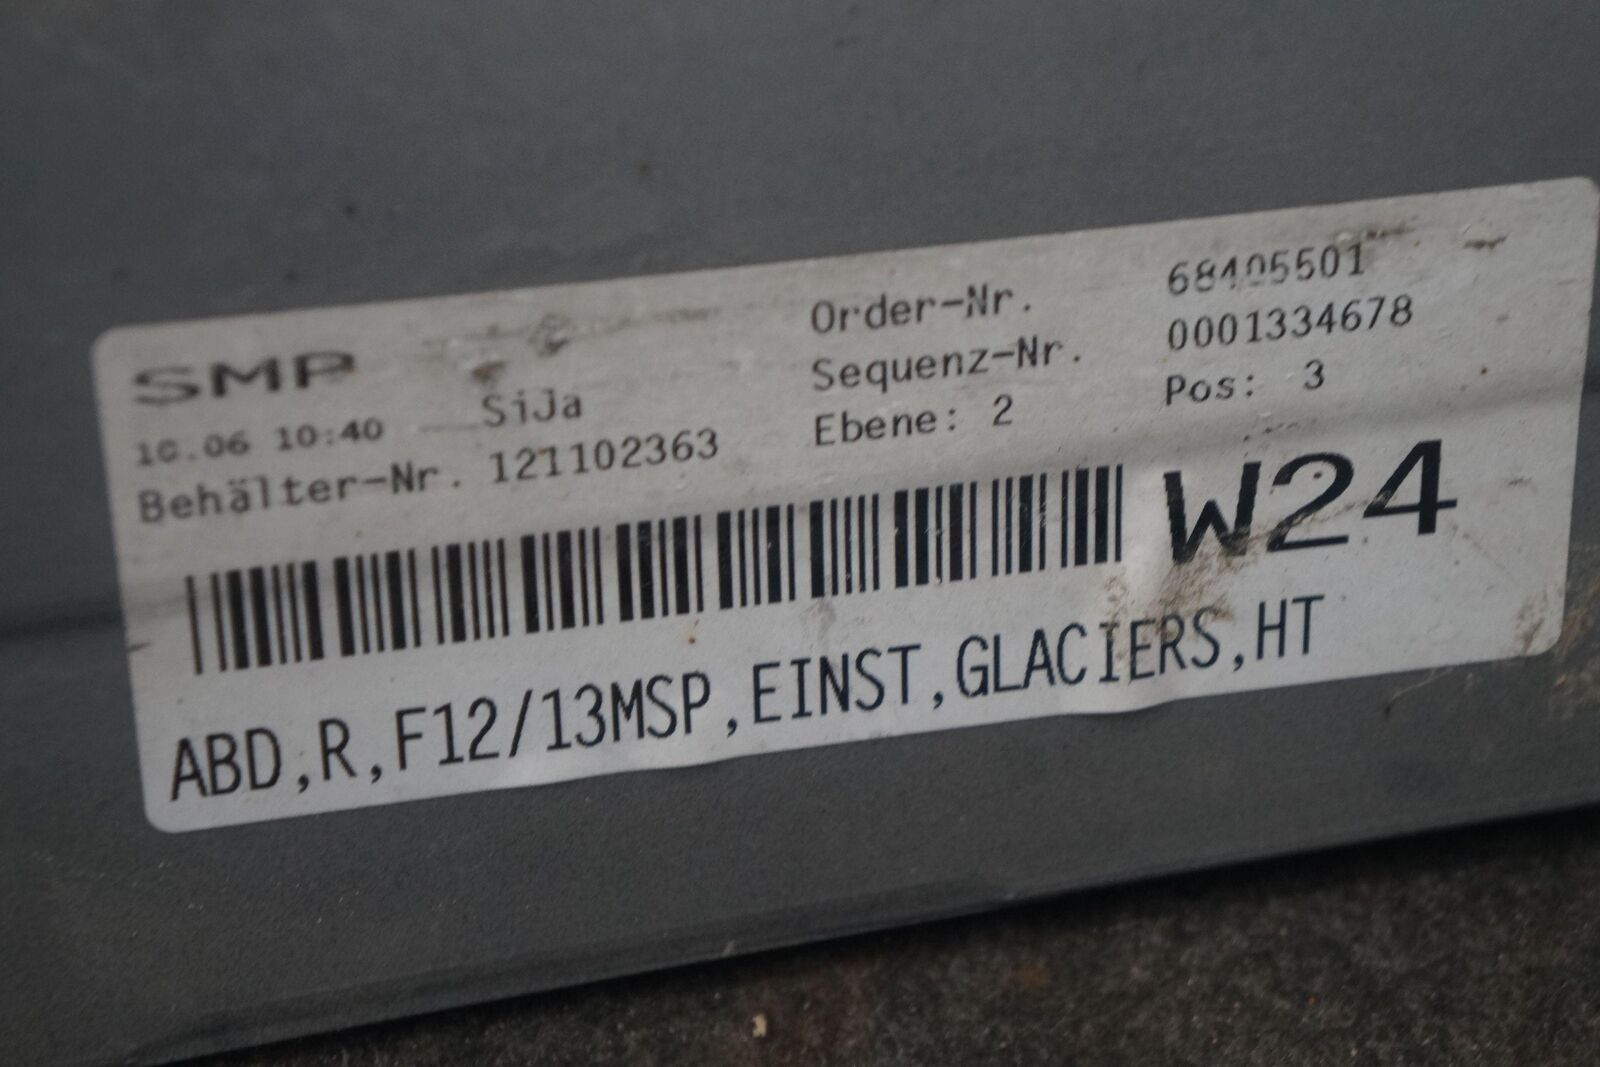 SMP
10.06 10:40 SiJa
Behälter-Nr. 121102363
Order-Nr. 68405501
Sequenz-Nr. 0001334678
Ebene: 2 Pos: 3
W24
ABD,R,F12/13MSP,EINST,GLACIERS,HT